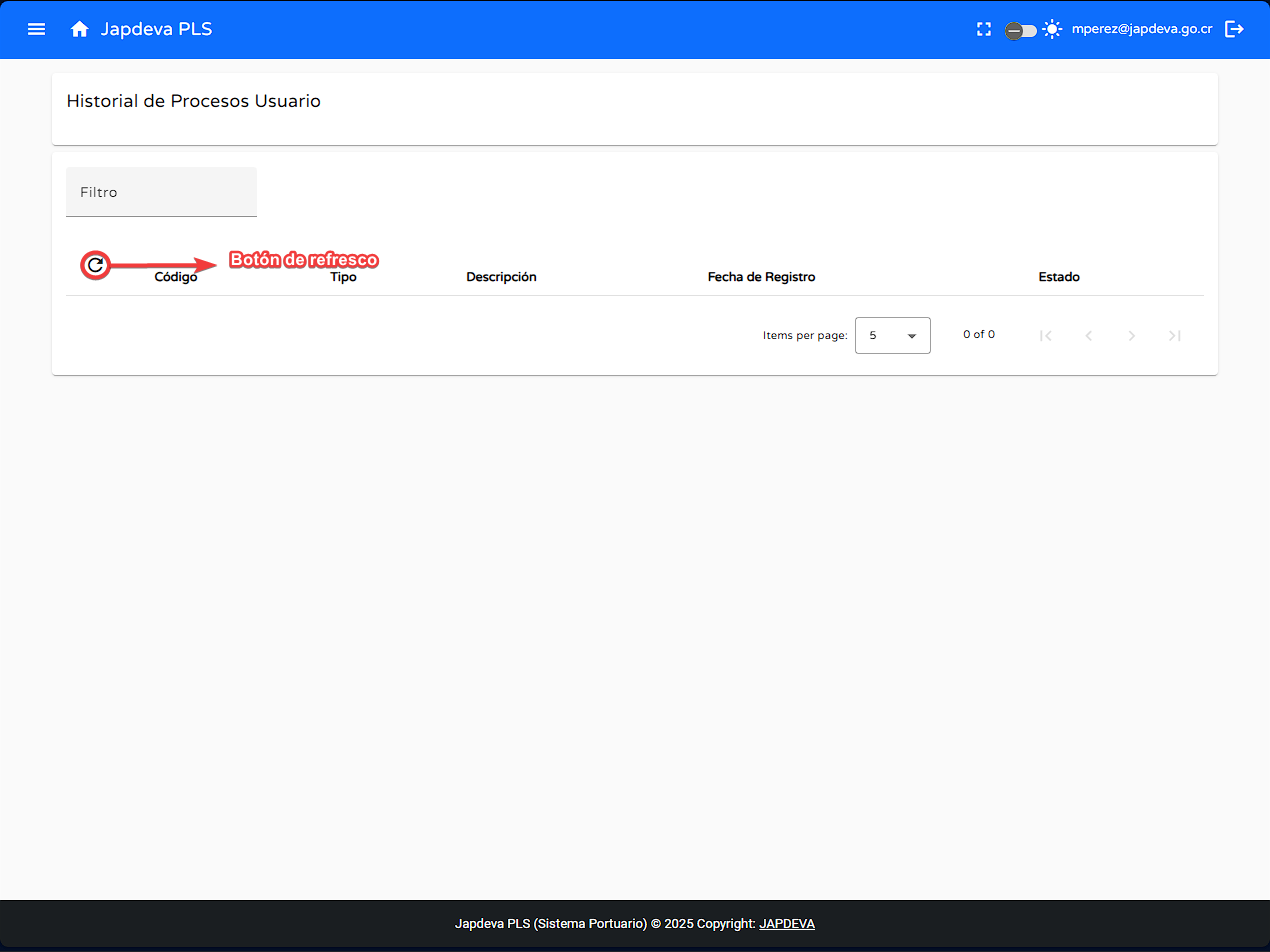 Japdeva PLS
mperez@japdeva.go.cr
Historial de Procesos Usuario
Filtro
Botón de refresco
Código Tipo Descripción Fecha de Registro Estado
Items per page: 5 0 of 0
Japdeva PLS (Sistema Portuario) © 2025 Copyright: JAPDEVA